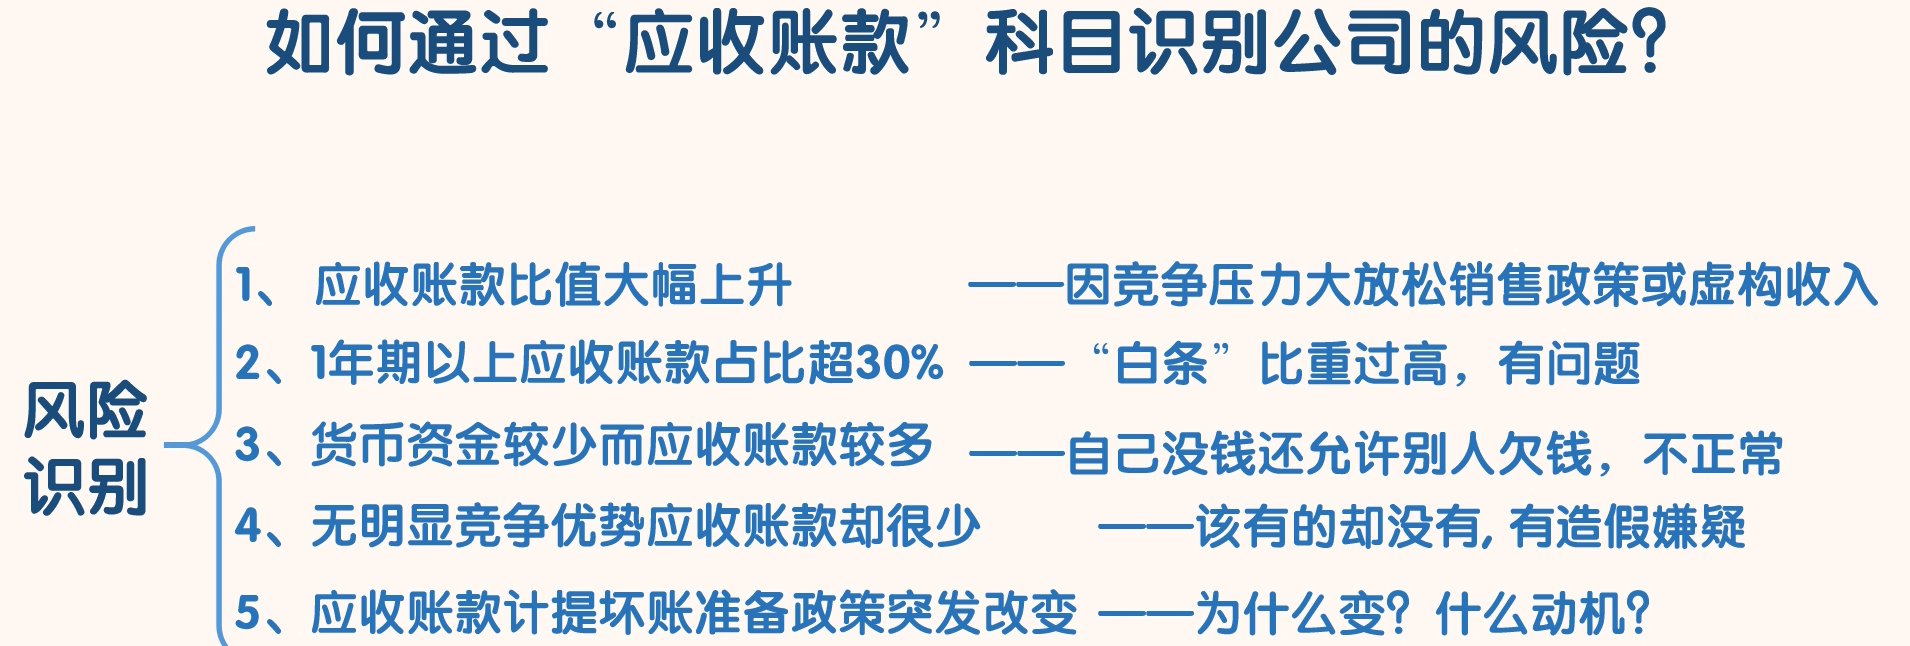 如何通过“应收账款”科目识别公司的风险？
风险
识别
1、 应收账款比值大幅上升 ——因竞争压力大放松销售政策或虚构收入
2、1年期以上应收账款占比超30% ——“白条”比重过高，有问题
3、货币资金较少而应收账款较多 ——自己没钱还允许别人欠钱，不正常
4、无明显竞争优势应收账款却很少 ——该有的却没有, 有造假嫌疑
5、应收账款计提坏账准备政策突发改变 ——为什么变？什么动机？